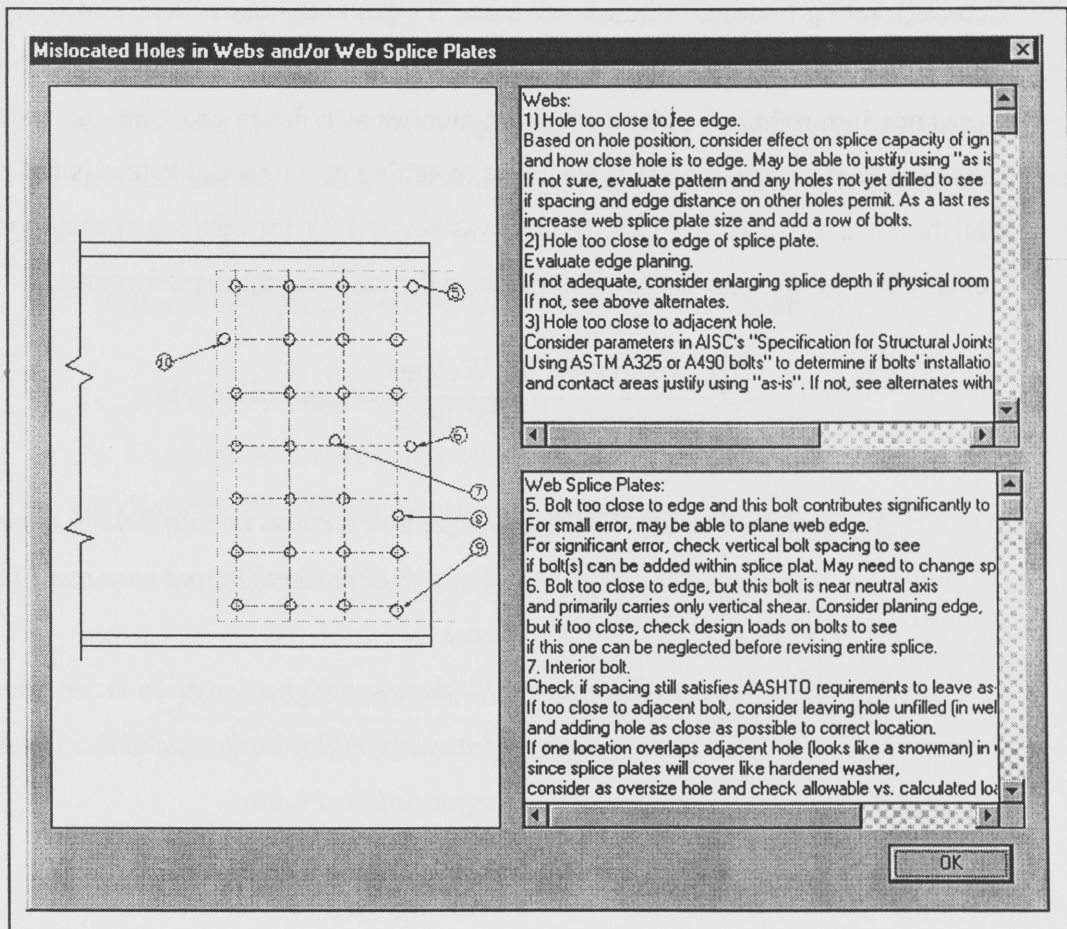 Mislocated Holes in Webs and/or Web Splice Plates
5
10
6
7
8
9
Webs:
1) Hole too close to fee edge.
Based on hole position, consider effect on splice capacity of ign
and how close hole is to edge. May be able to justify using "as is
If not sure, evaluate pattern and any holes not yet drilled to see
if spacing and edge distance on other holes permit. As a last res
increase web splice plate size and add a row of bolts.
2) Hole too close to edge of splice plate.
Evaluate edge planing.
If not adequate, consider enlarging splice depth if physical room
If not, see above alternates.
3) Hole too close to adjacent hole.
Consider parameters in AISC's "Specification for Structural Joints
Using ASTM A325 or A490 bolts" to determine if bolts' installatio
and contact areas justify using "as-is". If not, see alternates with
Web Splice Plates:
5. Bolt too close to edge and this bolt contributes significantly to
For small error, may be able to plane web edge.
For significant error, check vertical bolt spacing to see
if bolt(s) can be added within splice plat. May need to change sp
6. Bolt too close to edge, but this bolt is near neutral axis
and primarily carries only vertical shear. Consider planing edge,
but if too close, check design loads on bolts to see
if this one can be neglected before revising entire splice.
7. Interior bolt.
Check if spacing still satisfies AASHTO requirements to leave as-
If too close to adjacent bolt, consider leaving hole unfilled (in wel
and adding hole as close as possible to correct location.
If one location overlaps adjacent hole (looks like a snowman) in
since splice plates will cover like hardened washer,
consider as oversize hole and check allowable vs. calculated loa
OK